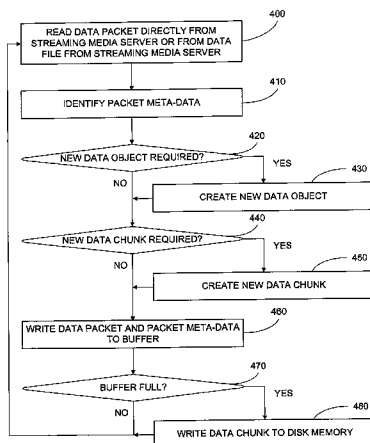 400
READ DATA PACKET DIRECTLY FROM
STREAMING MEDIA SERVER OR FROM DATA
FILE FROM STREAMING MEDIA SERVER
410
IDENTIFY PACKET META-DATA
420
NEW DATA OBJECT REQUIRED?
YES
430
NO
CREATE NEW DATA OBJECT
440
NEW DATA CHUNK REQUIRED?
YES
450
NO
CREATE NEW DATA CHUNK
460
WRITE DATA PACKET AND PACKET META-DATA
TO BUFFER
470
BUFFER FULL?
YES
480
NO
WRITE DATA CHUNK TO DISK MEMORY